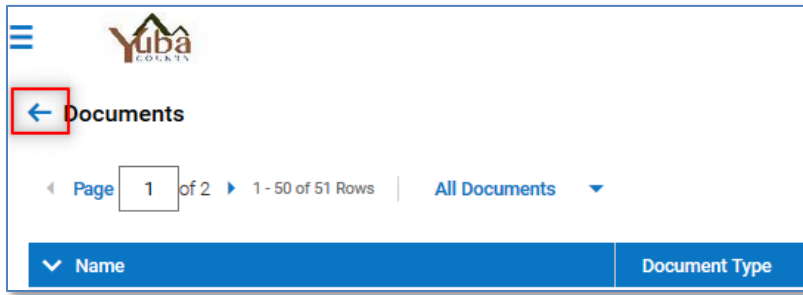 Yuba
COUNTY
Documents
Page 1 of 2 1 - 50 of 51 Rows All Documents
Name Document Type